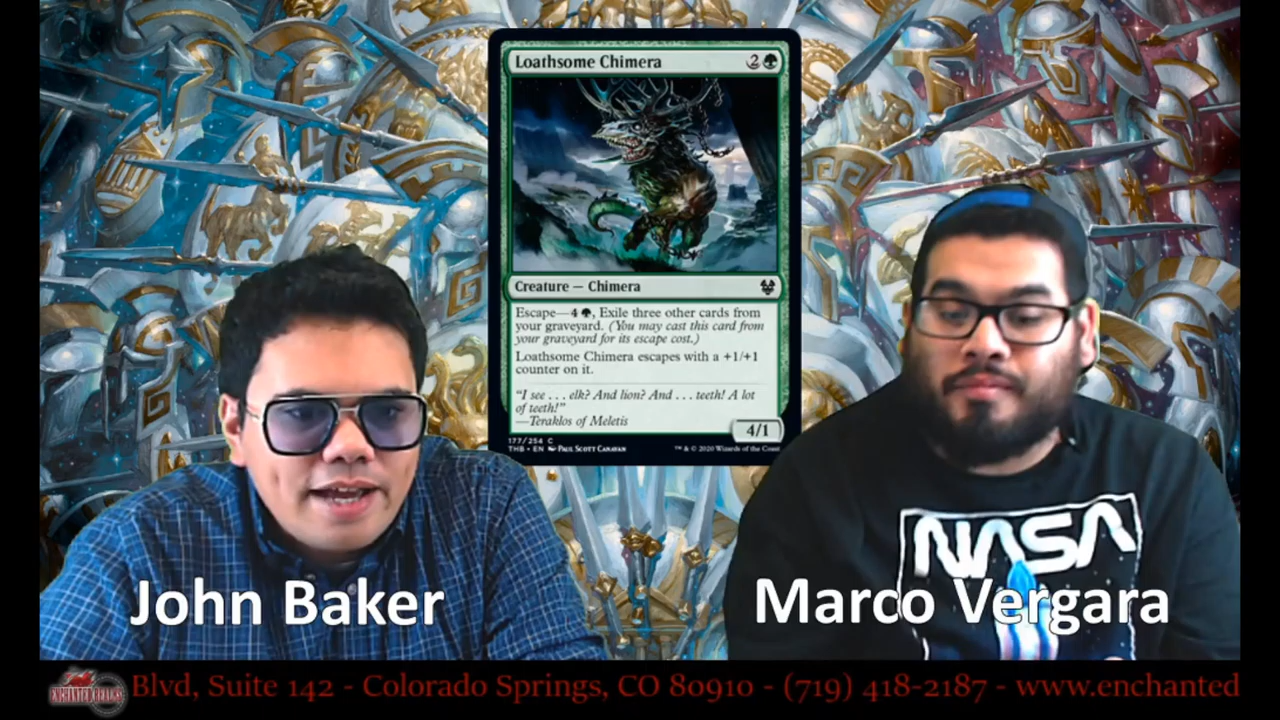 Loathsome Chimera 2
Creature — Chimera
Escape—4, Exile three other cards from
your graveyard. (You may cast this card from
your graveyard for its escape cost.)
Loathsome Chimera escapes with a +1/+1
counter on it.
"I see . . . elk? And lion? And . . . teeth! A lot
of teeth!"
—Teraklos of Meletis
4/1
177/254 C
THB • EN Paul Scott Canavan ™ & © 2020 Wizards of the Coast
NASA
John Baker
Marco Vergara
ENCHANTED REALMS
Blvd, Suite 142 - Colorado Springs, CO 80910 - (719) 418-2187 - www.enchanted